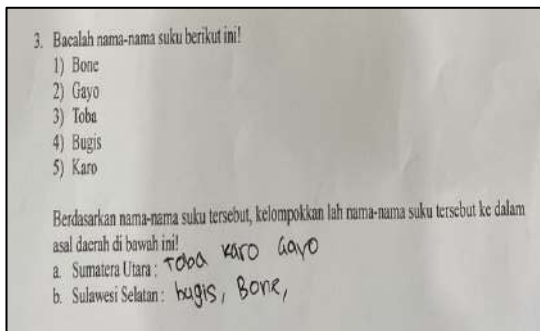 3. Bacalah nama-nama suku berikut ini!
1) Bone
2) Gayo
3) Toba
4) Bugis
5) Karo
Berdasarkan nama-nama suku tersebut, kelompokkan lah nama-nama suku tersebut ke dalam
asal daerah di bawah ini!
a. Sumatera Utara : Toba Karo Gayo
b. Sulawesi Selatan : bugis, Bone,